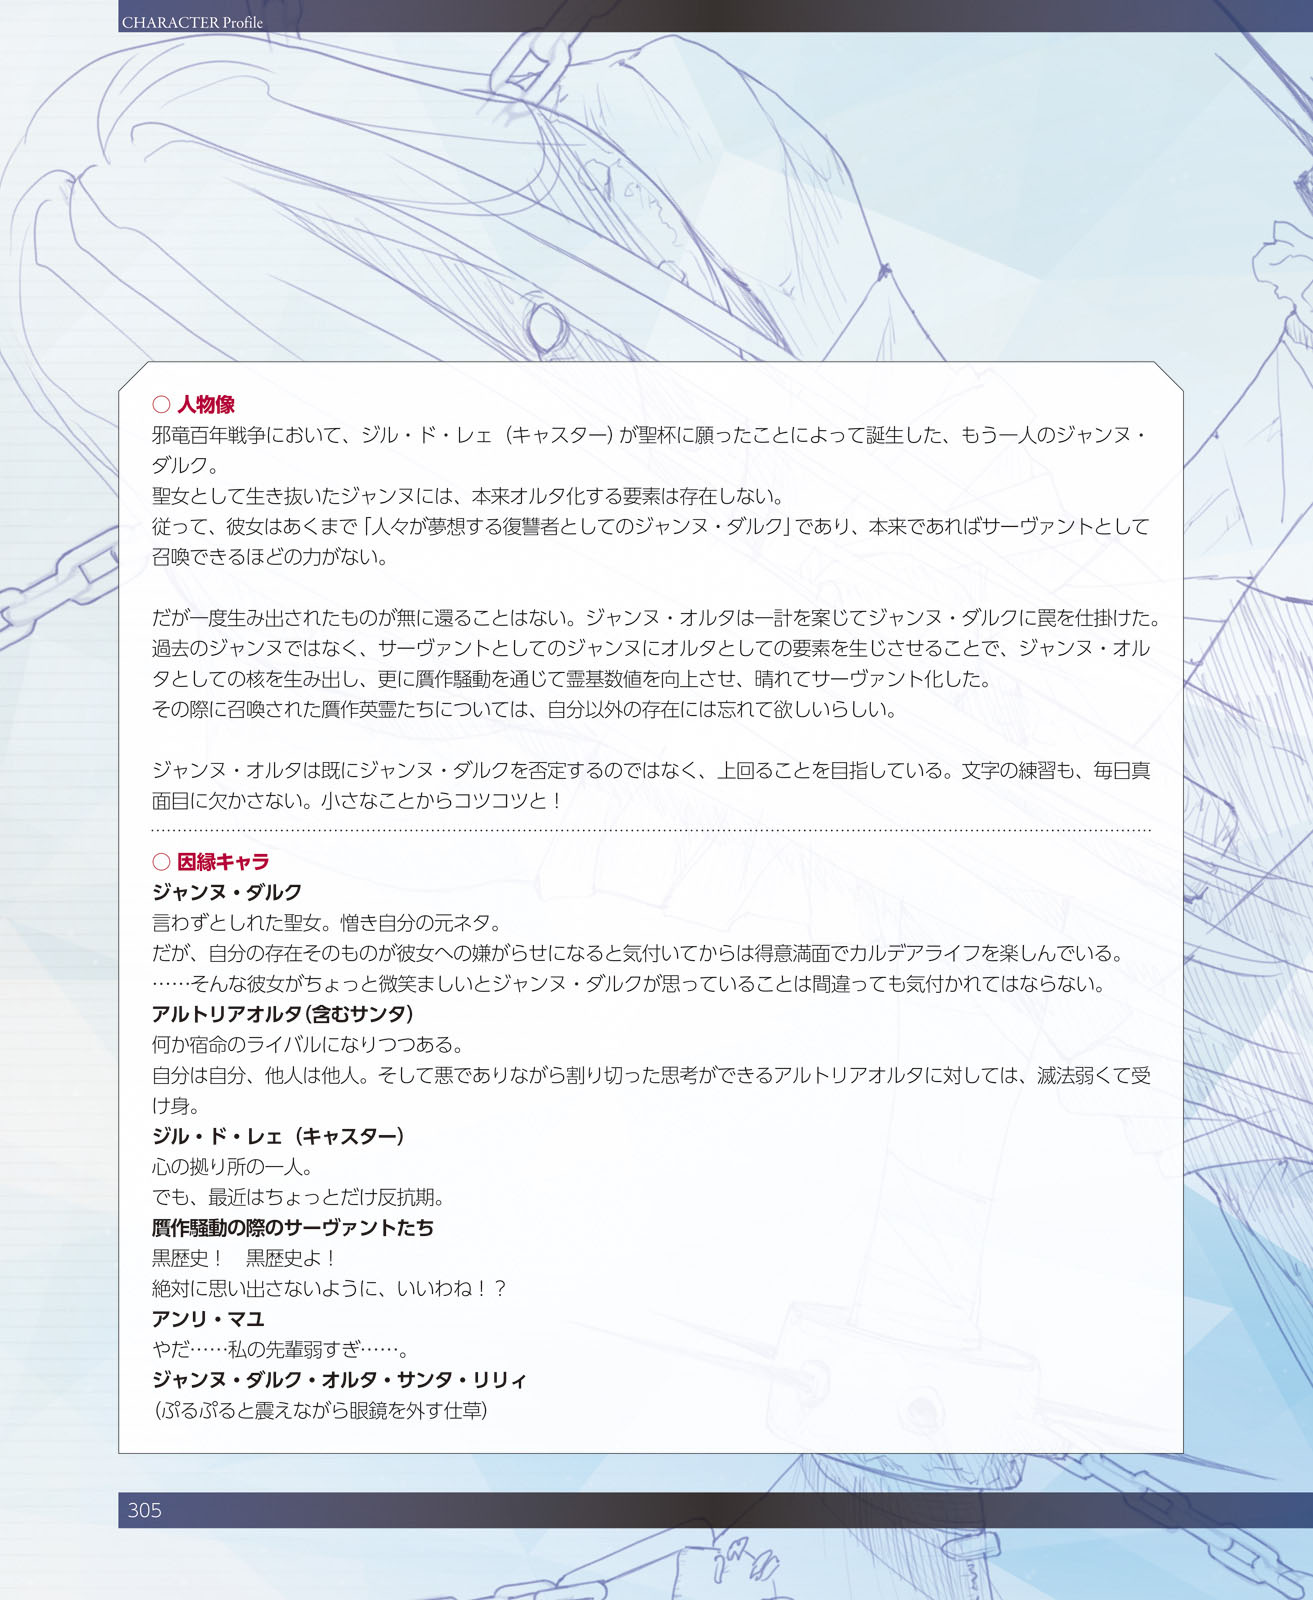 CHARACTER Profile
○ 人物像
邪竜百年戦争において、ジル・ド・レェ（キャスター）が聖杯に願ったことによって誕生した、もう一人のジャンヌ・
ダルク。
聖女として生き抜いたジャンヌには、本来オルタ化する要素は存在しない。
従って、彼女はあくまで「人々が夢想する復讐者としてのジャンヌ・ダルク」であり、本来であればサーヴァントとして
召喚できるほどの力がない。
だが一度生み出されたものが無に還ることはない。ジャンヌ・オルタは一計を案じてジャンヌ・ダルクに罠を仕掛けた。
過去のジャンヌではなく、サーヴァントとしてのジャンヌにオルタとしての要素を生じさせることで、ジャンヌ・オル
タとしての核を生み出し、更に贋作騒動を通じて霊基数値を向上させ、晴れてサーヴァント化した。
その際に召喚された贋作英霊たちについては、自分以外の存在には忘れて欲しいらしい。
ジャンヌ・オルタは既にジャンヌ・ダルクを否定するのではなく、上回ることを目指している。文字の練習も、毎日真
面目に欠かさない。小さなことからコツコツと！
○ 因縁キャラ
ジャンヌ・ダルク
言わずとしれた聖女。憎き自分の元ネタ。
だが、自分の存在そのものが彼女への嫌がらせになると気付いてからは得意満面でカルデアライフを楽しんでいる。
……そんな彼女がちょっと微笑ましいとジャンヌ・ダルクが思っていることは間違っても気付かれてはならない。
アルトリアオルタ（含むサンタ）
何か宿命のライバルになりつつある。
自分は自分、他人は他人。そして悪でありながら割り切った思考ができるアルトリアオルタに対しては、滅法弱くて受
け身。
ジル・ド・レェ（キャスター）
心の拠り所の一人。
でも、最近はちょっとだけ反抗期。
贋作騒動の際のサーヴァントたち
黒歴史！　黒歴史よ！
絶対に思い出さないように、いいわね！？
アンリ・マユ
やだ……私の先輩弱すぎ……。
ジャンヌ・ダルク・オルタ・サンタ・リリィ
（ぷるぷると震えながら眼鏡を外す仕草）
305